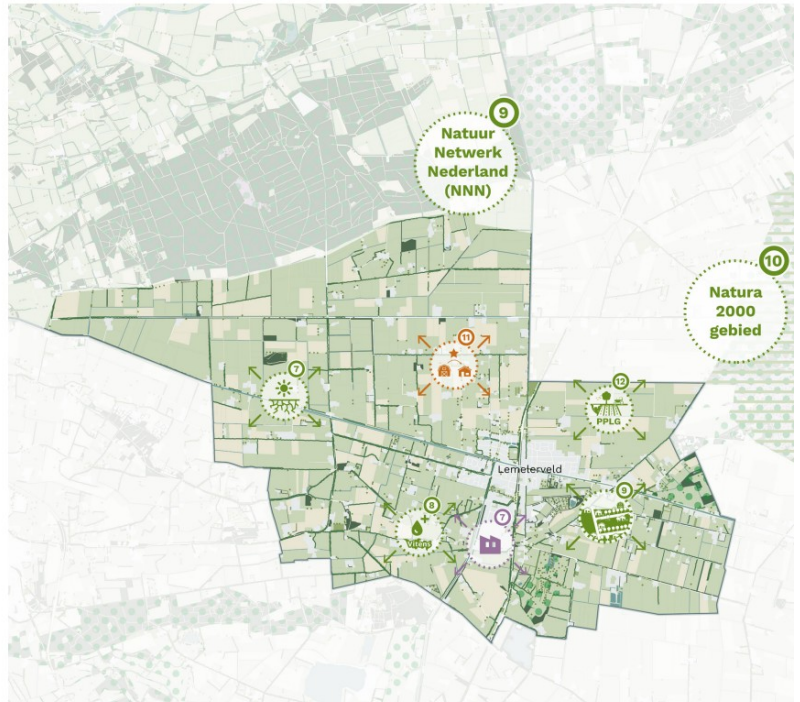 9
Natuur
Netwerk
Nederland
(NNN)
10
Natura
2000
gebied
11
7
12
PPLG
Lemelerveld
9
8
Vitens
7